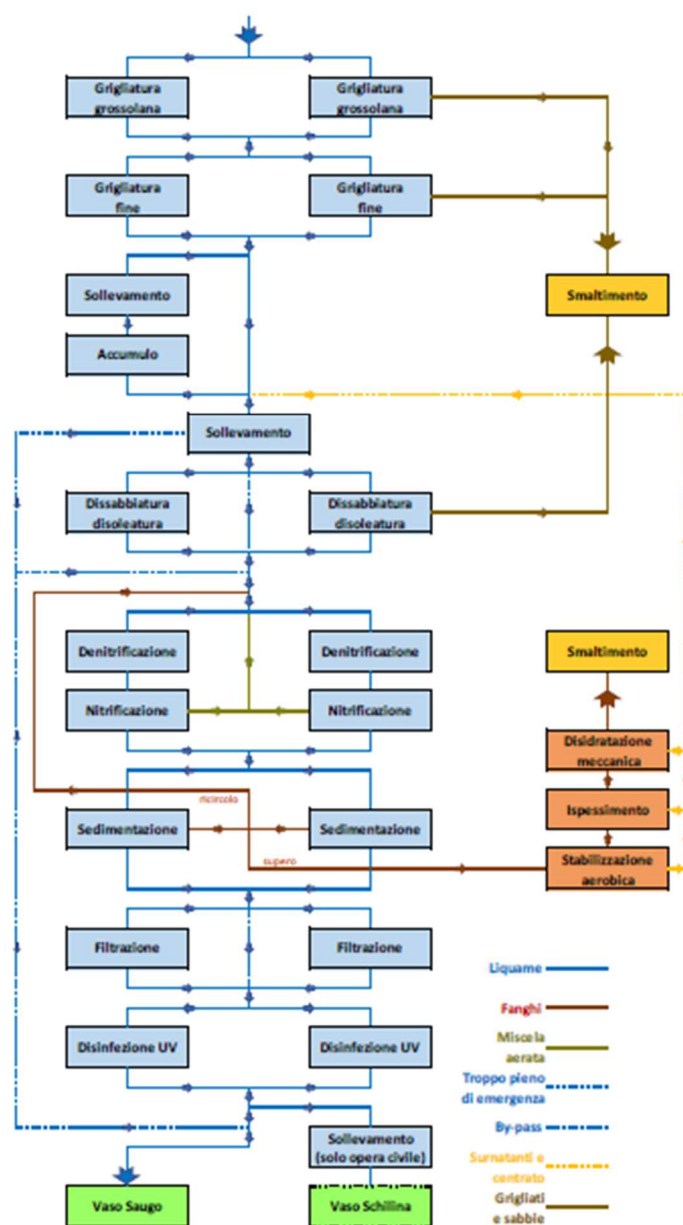 Grigliatura
grossolana
Grigliatura
grossolana
Grigliatura
fine
Grigliatura
fine
Sollevamento
Smaltimento
Accumulo
Sollevamento
Dissabbiatura
disoleatura
Dissabbiatura
disoleatura
Denitrificazione
Denitrificazione
Smaltimento
Nitrificazione
Nitrificazione
Disidratazione
meccanica
ricircolo
Ispessimento
Sedimentazione
Sedimentazione
supero
Stabilizzazione
aerobica
Filtrazione
Filtrazione
Liquame
Fanghi
Disinfezione UV
Disinfezione UV
Miscela
aerata
Troppo pieno
di emergenza
By-pass
Sollevamento
(solo opera civile)
Surnatanti e
centrato
Vaso Saugo
Vaso Schilina
Grigliati
e sabbie